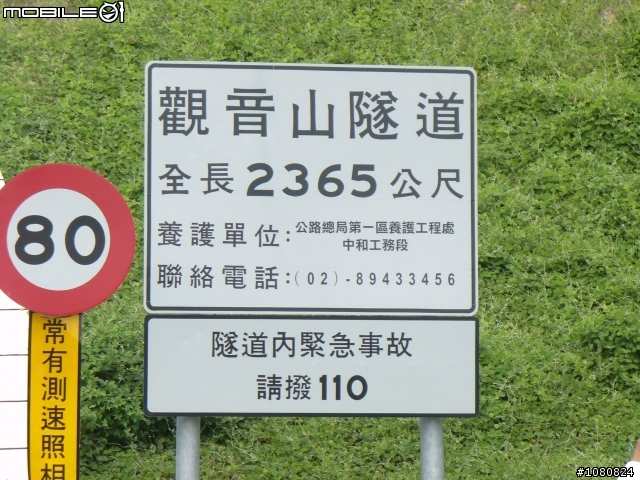 MOBILE01
觀音山隧道
全長2365公尺
養護單位:公路總局第一區養護工程處
中和工務段
聯絡電話:(02)-89433456
隧道內緊急事故
請撥110
80
常有測速照相
#1080824